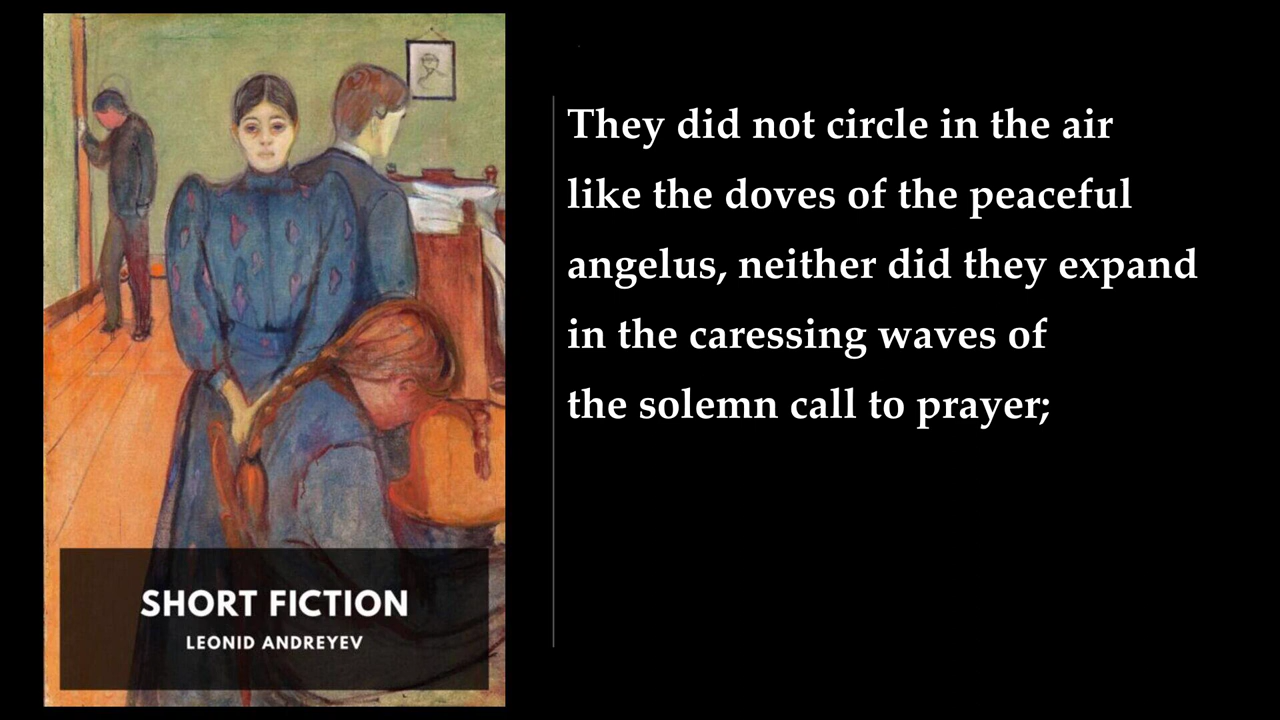 They did not circle in the air
like the doves of the peaceful
angelus, neither did they expand
in the caressing waves of
the solemn call to prayer;
SHORT FICTION
LEONID ANDREYEV